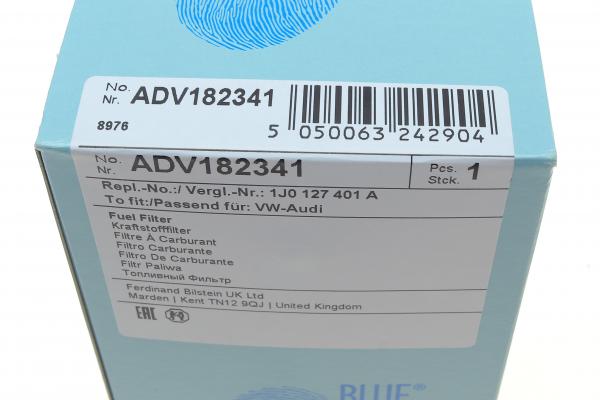 No.
Nr. ADV182341
8976
5 050063 242904
No.
Nr. ADV182341
Pcs.
Stck. 1
Repl.-No.:/ Vergl.-Nr.: 1J0 127 401 A
To fit:/Passend für: VW-Audi
Fuel Filter
Kraftstofffilter
Filtre À Carburant
Filtro Carburante
Filtro De Carburante
Filtr Paliwa
Топливный Фильтр
Ferdinand Bilstein UK Ltd
Marden | Kent TN12 9QJ | United Kingdom
EAC
BLUE®